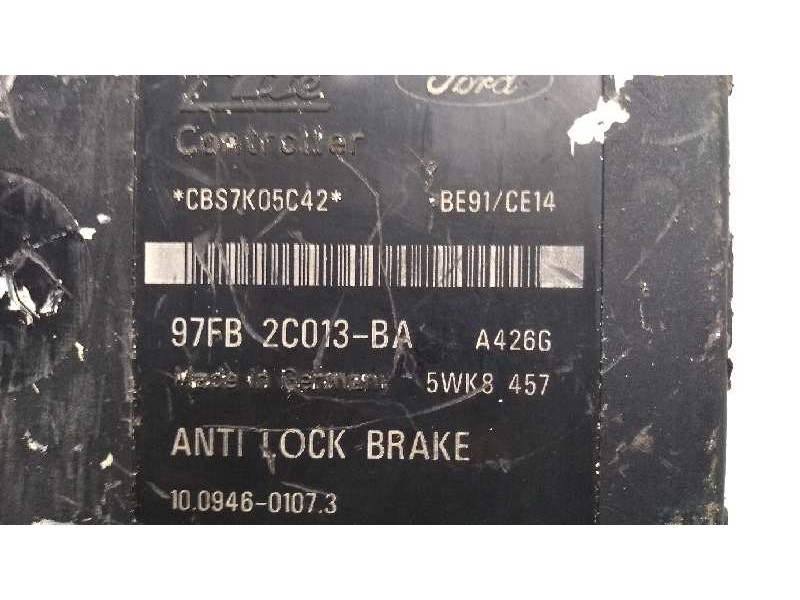 Ate Ford
Controller
*CBS7K05C42* BE91/CE14
97FB 2C013-BA A426G
Made in Germany 5WK8 457
ANTI LOCK BRAKE
10.0946-0107.3